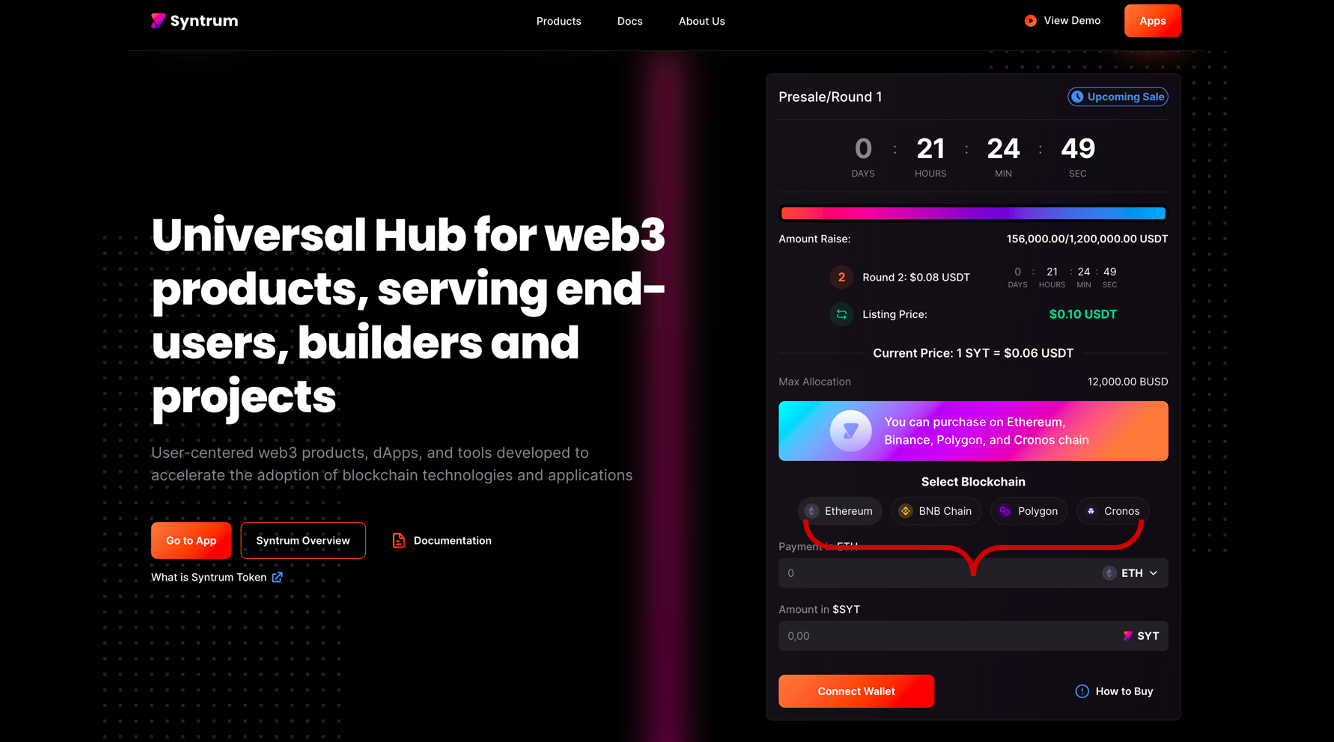 Syntrum
Products
Docs
About Us
View Demo
Apps
Universal Hub for web3
products, serving end-
users, builders and
projects
User-centered web3 products, dApps, and tools developed to
accelerate the adoption of blockchain technologies and applications
Go to App
Syntrum Overview
Documentation
What is Syntrum Token
Presale/Round 1
Upcoming Sale
0 : 21 : 24 : 49
DAYS HOURS MIN SEC
Amount Raise: 156,000.00/1,200,000.00 USDT
2 Round 2: $0.08 USDT
0 : 21 : 24 : 49
DAYS HOURS MIN SEC
Listing Price: $0.10 USDT
Current Price: 1 SYT = $0.06 USDT
Max Allocation 12,000.00 BUSD
You can purchase on Ethereum,
Binance, Polygon, and Cronos chain
Select Blockchain
Ethereum
BNB Chain
Polygon
Cronos
Payment in ETH
0 ETH
Amount in $SYT
0,00 SYT
Connect Wallet
How to Buy